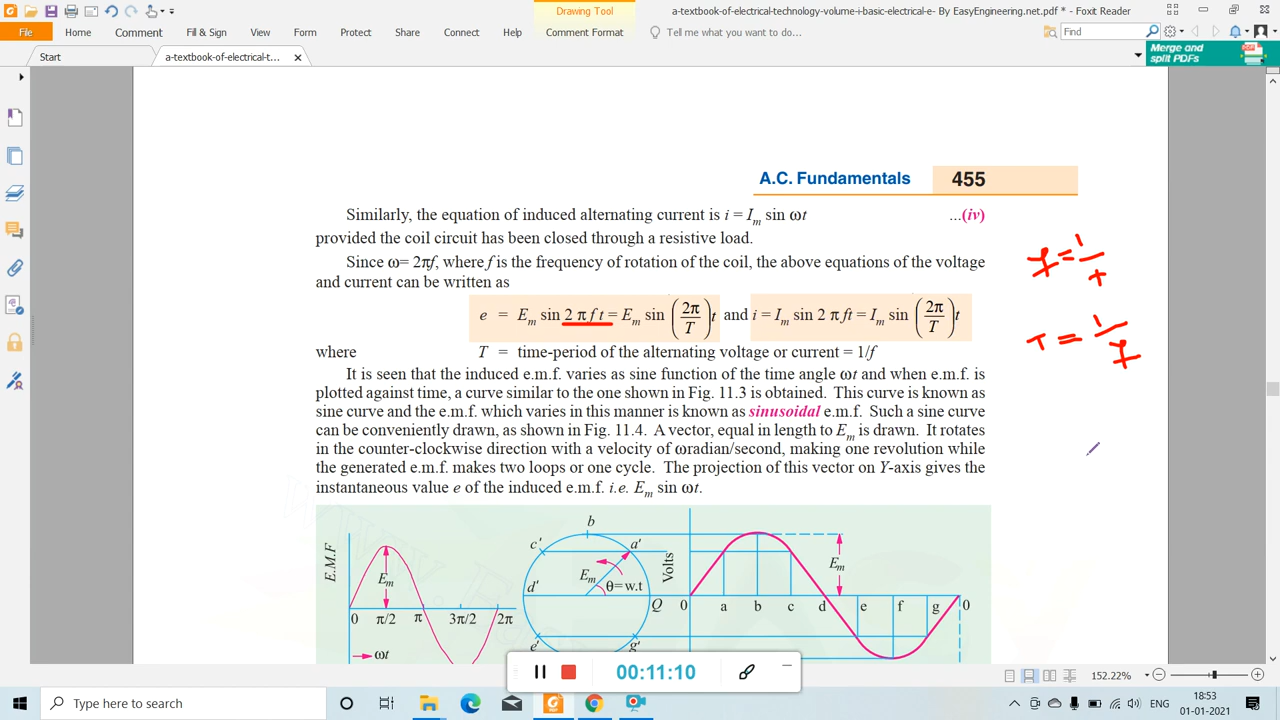 Drawing Tool
a-textbook-of-electrical-technology-volume-i-basic-electrical-e- By EasyEngineering.net.pdf * - Foxit Reader
File Home Comment Fill & Sign View Form Protect Share Connect Help Comment Format Tell me what you want to do... Find
Start a-textbook-of-electrical-t... Merge and
split PDFs
A.C. Fundamentals 455
Similarly, the equation of induced alternating current is i = Im sin ωt ...(iv)
provided the coil circuit has been closed through a resistive load.
Since ω= 2πf, where f is the frequency of rotation of the coil, the above equations of the voltage
and current can be written as
e = Em sin 2 π f t = Em sin (2π/T) t and i = Im sin 2 π ft = Im sin (2π/T) t
where T = time-period of the alternating voltage or current = 1/f
f = 1/t
T = 1/f
It is seen that the induced e.m.f. varies as sine function of the time angle ωt and when e.m.f. is
plotted against time, a curve similar to the one shown in Fig. 11.3 is obtained. This curve is known as
sine curve and the e.m.f. which varies in this manner is known as sinusoidal e.m.f. Such a sine curve
can be conveniently drawn, as shown in Fig. 11.4. A vector, equal in length to Em is drawn. It rotates
in the counter-clockwise direction with a velocity of ωradian/second, making one revolution while
the generated e.m.f. makes two loops or one cycle. The projection of this vector on Y-axis gives the
instantaneous value e of the induced e.m.f. i.e. Em sin ωt.
E.M.F
Em
0 π/2 π 3π/2 2π
ωt
b
c' a'
Em
d' θ=w.t
Q
e' g'
Volts
Em
0 a b c d e f g 0
00:11:10
152.22%
Type here to search
ENG
18:53
01-01-2021